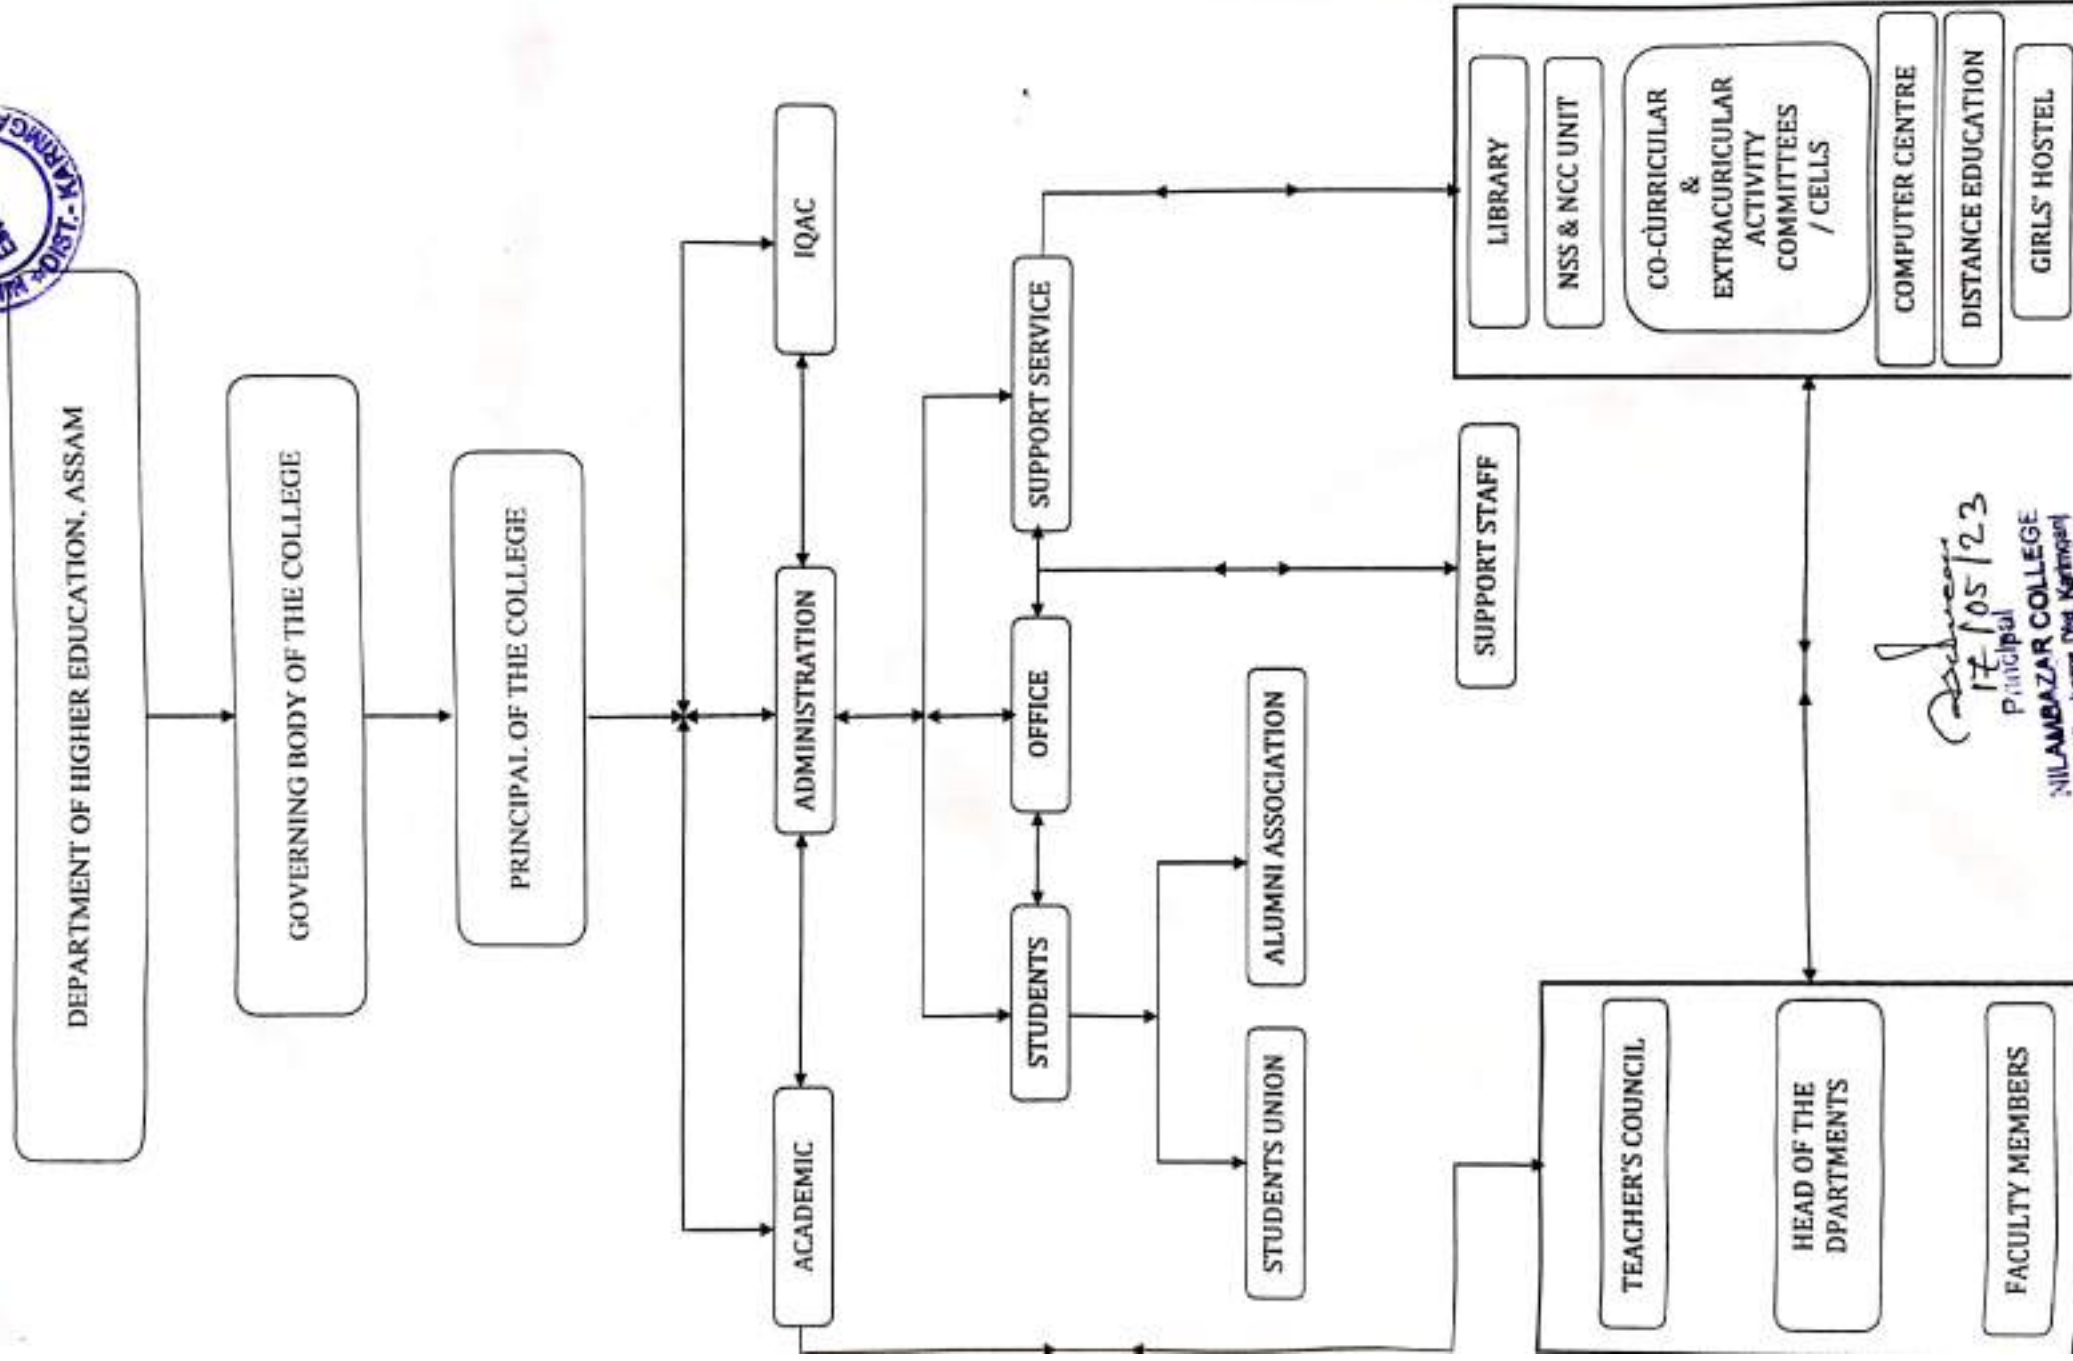 DIST.- KARIMGA
DEPARTMENT OF HIGHER EDUCATION, ASSAM
GOVERNING BODY OF THE COLLEGE
PRINCIPAL OF THE COLLEGE
ACADEMIC
ADMINISTRATION
IQAC
STUDENTS
OFFICE
SUPPORT SERVICE
STUDENTS UNION
ALUMNI ASSOCIATION
SUPPORT STAFF
TEACHER'S COUNCIL
HEAD OF THE
DPARTMENTS
FACULTY MEMBERS
LIBRARY
NSS & NCC UNIT
CO-CURRICULAR
&
EXTRACURICULAR
ACTIVITY
COMMITTEES
/ CELLS
COMPUTER CENTRE
DISTANCE EDUCATION
GIRLS' HOSTEL
17/05/23
Principal
NILAMBAZAR COLLEGE